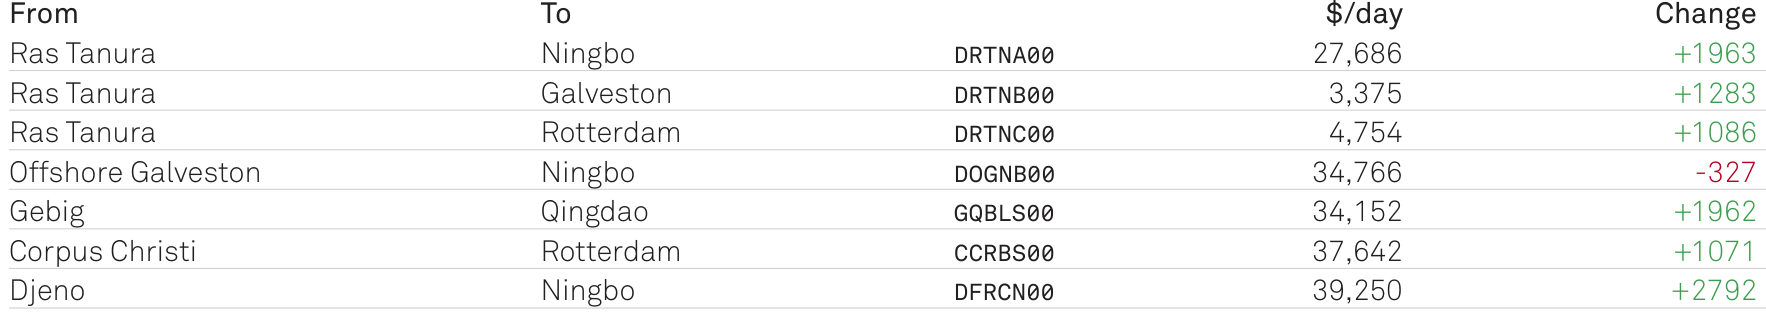 From To $/day Change
Ras Tanura Ningbo DRTNA00 27,686 +1963
Ras Tanura Galveston DRTNB00 3,375 +1283
Ras Tanura Rotterdam DRTNC00 4,754 +1086
Offshore Galveston Ningbo DOGNB00 34,766 -327
Gebig Qingdao GQBLS00 34,152 +1962
Corpus Christi Rotterdam CCRBS00 37,642 +1071
Djeno Ningbo DFRCN00 39,250 +2792